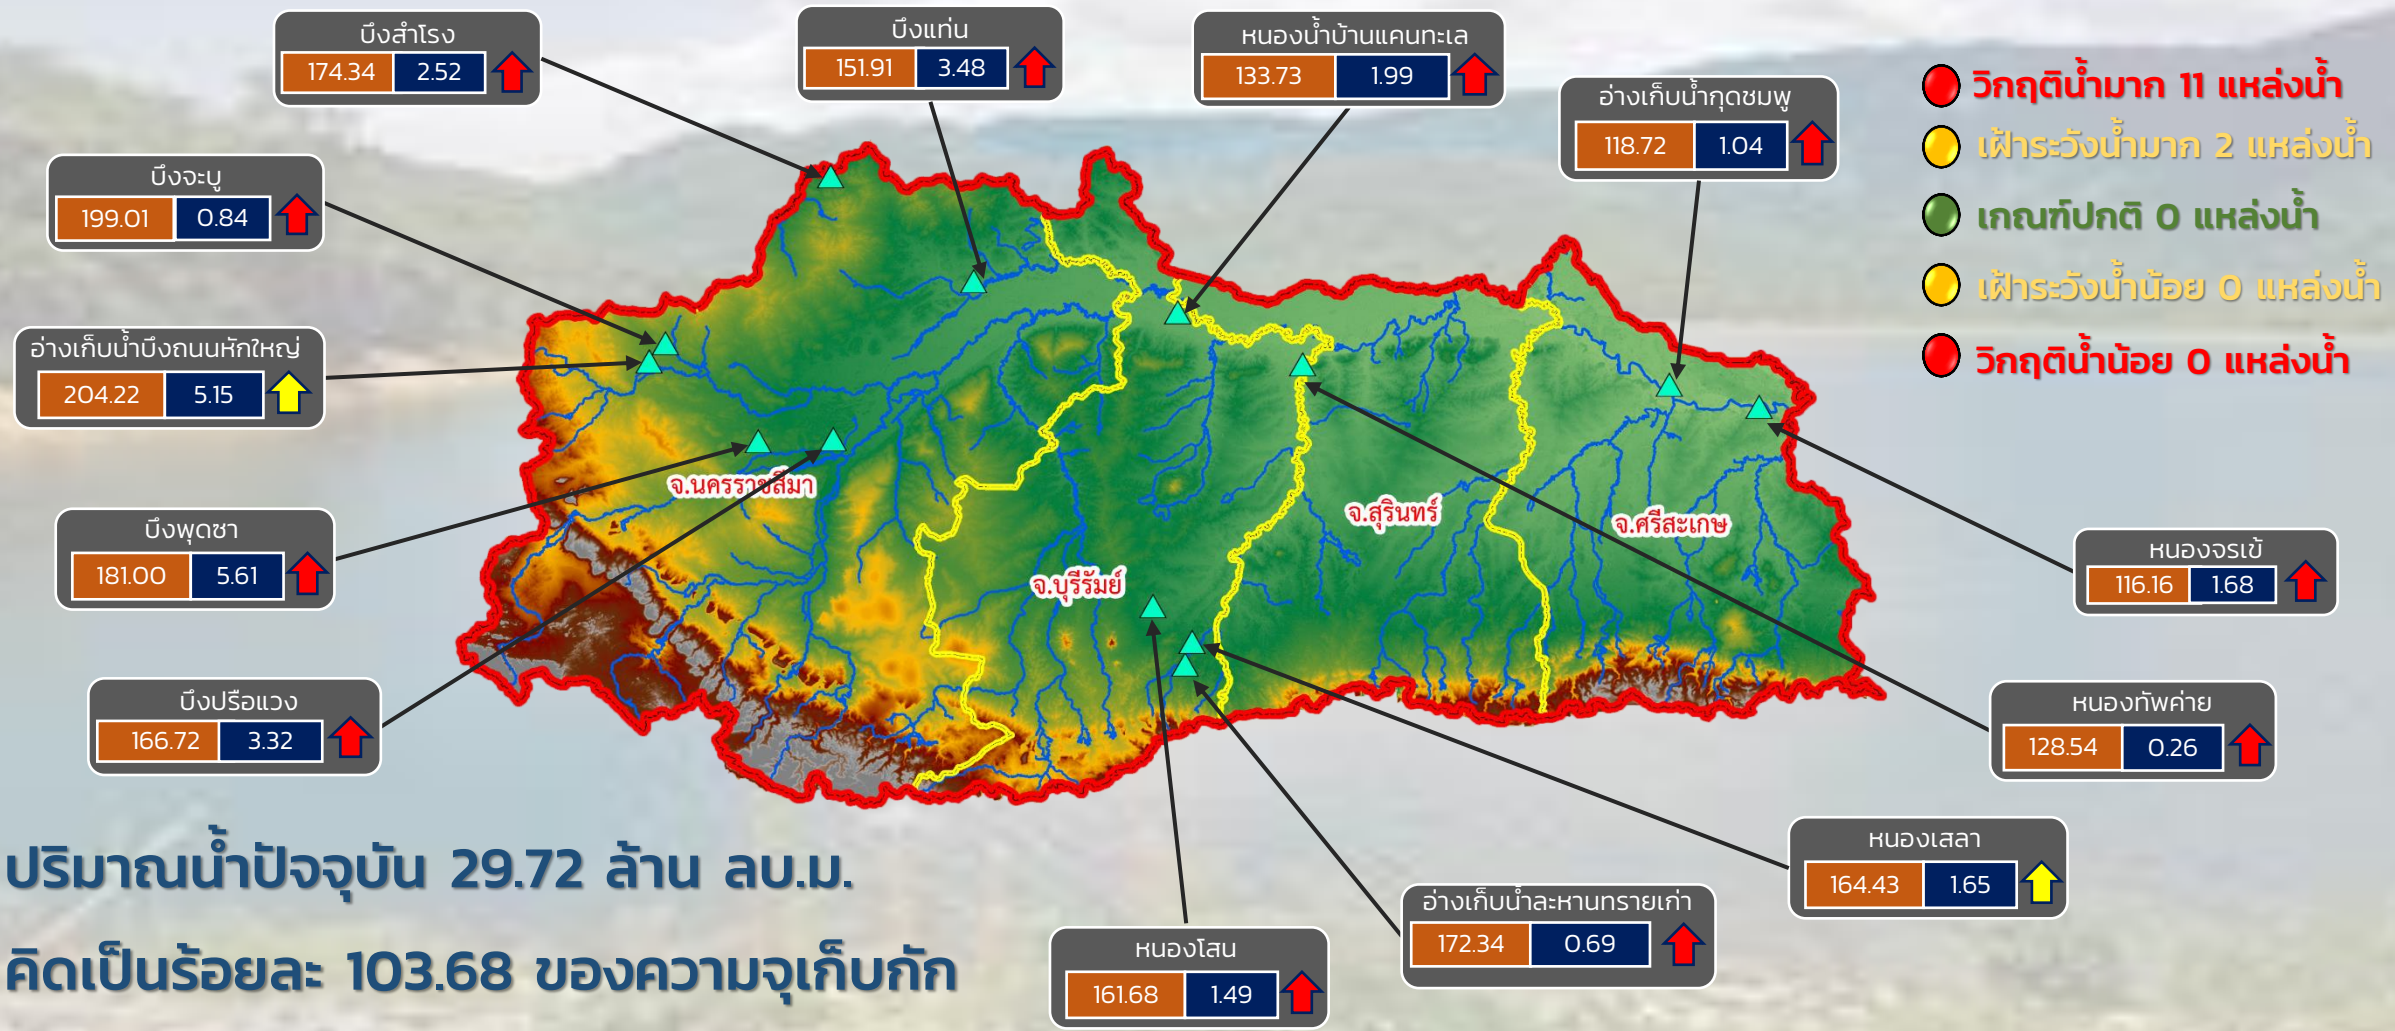 บึงสำโรง
174.34 2.52
บึงแท่น
151.91 3.48
หนองน้ำบ้านแคนทะเล
133.73 1.99
อ่างเก็บน้ำกุดชมพู
118.72 1.04
วิกฤติน้ำมาก 11 แหล่งน้ำ
เฝ้าระวังน้ำมาก 2 แหล่งน้ำ
เกณฑ์ปกติ 0 แหล่งน้ำ
เฝ้าระวังน้ำน้อย 0 แหล่งน้ำ
วิกฤติน้ำน้อย 0 แหล่งน้ำ
บึงจะบู
199.01 0.84
อ่างเก็บน้ำบึงถนนหักใหญ่
204.22 5.15
บึงพุดซา
181.00 5.61
บึงปรือแวง
166.72 3.32
จ.นครราชสีมา
จ.บุรีรัมย์
จ.สุรินทร์
จ.ศรีสะเกษ
หนองจรเข้
116.16 1.68
หนองทัพค่าย
128.54 0.26
หนองเสลา
164.43 1.65
อ่างเก็บน้ำละหานทรายเก่า
172.34 0.69
หนองโสน
161.68 1.49
ปริมาณน้ำปัจจุบัน 29.72 ล้าน ลบ.ม.
คิดเป็นร้อยละ 103.68 ของความจุเก็บกัก